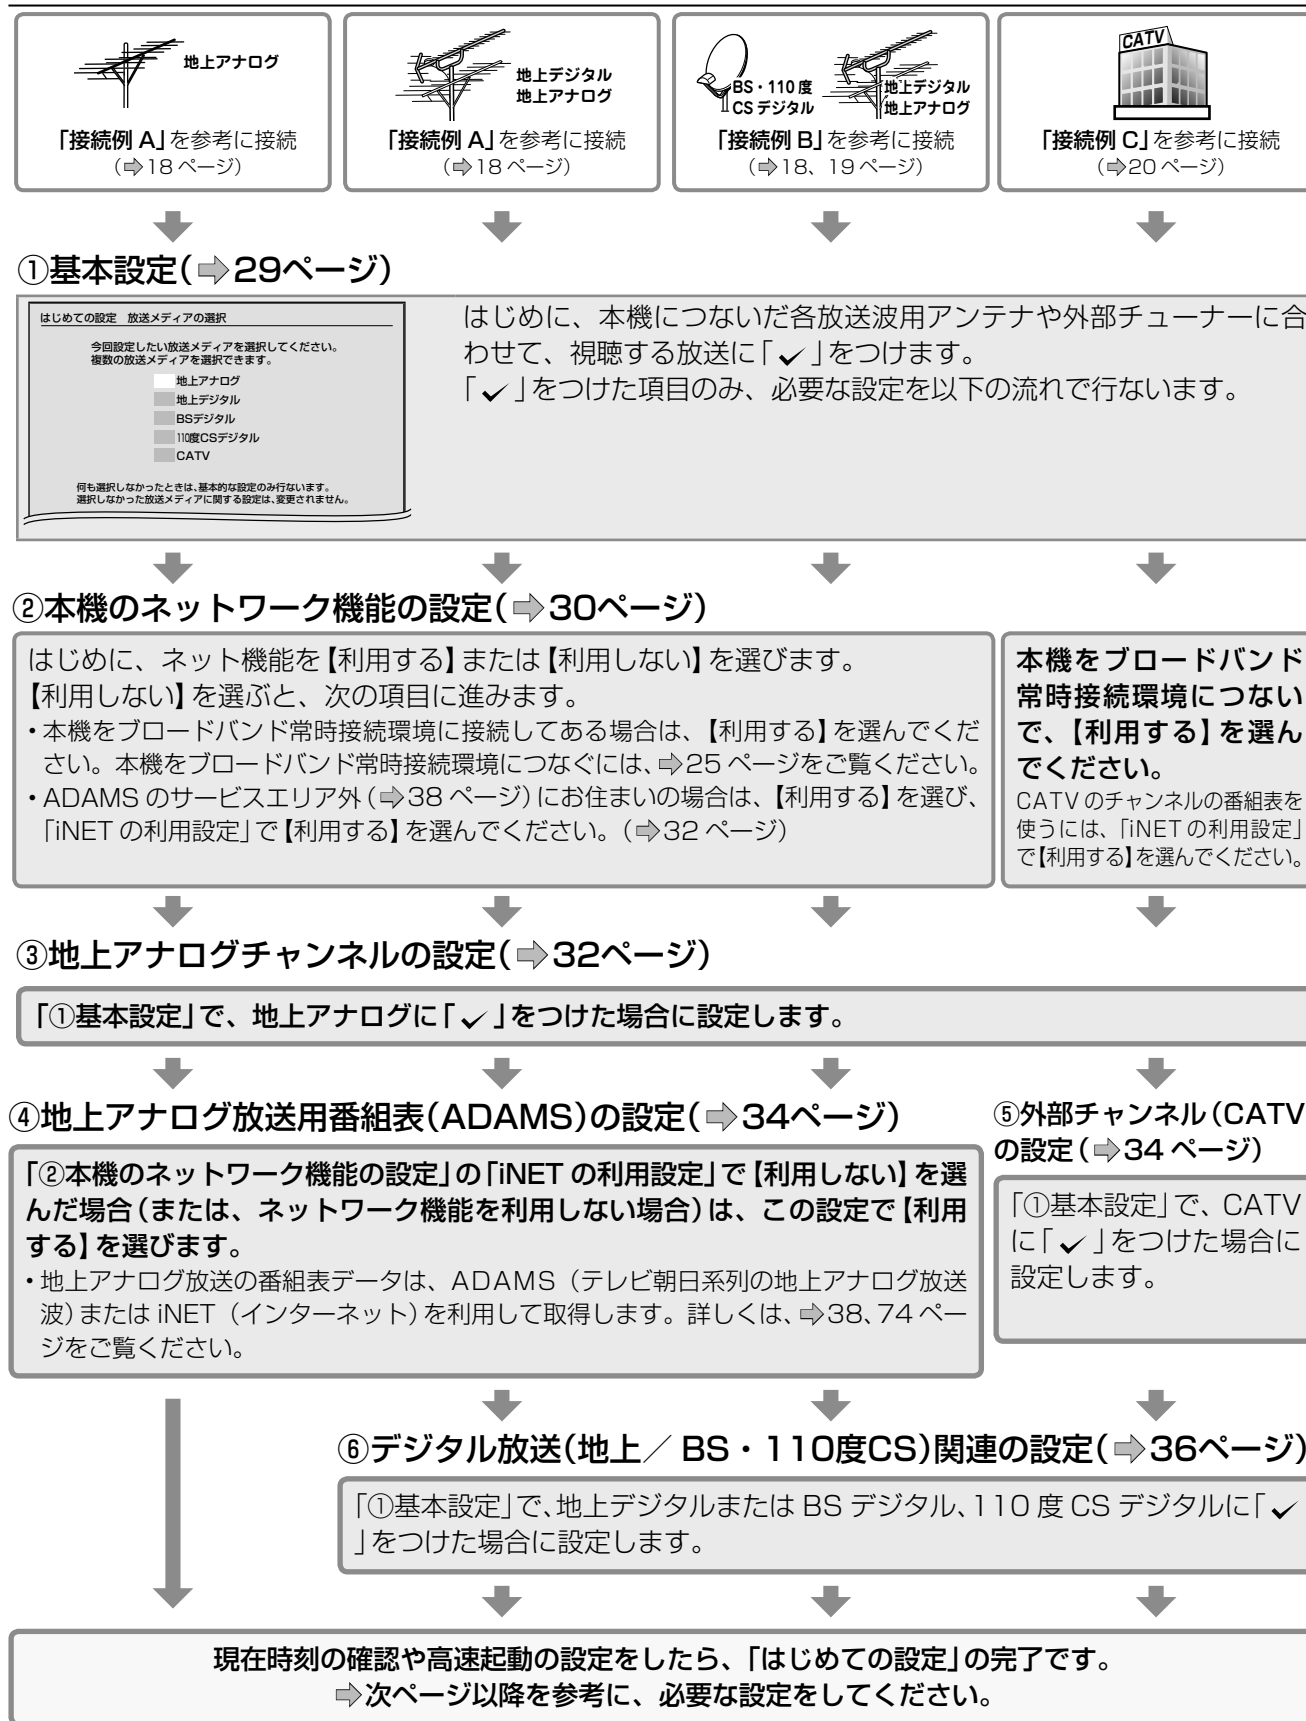 地上アナログ
「接続例 A」を参考に接続
（⇨18 ページ）
地上デジタル
地上アナログ
「接続例 A」を参考に接続
（⇨18 ページ）
BS・110 度
CS デジタル
地上デジタル
地上アナログ
「接続例 B」を参考に接続
（⇨18、19 ページ）
CATV
「接続例 C」を参考に接続
（⇨20 ページ）
①基本設定（⇨29ページ）
はじめての設定　放送メディアの選択
今回設定したい放送メディアを選択してください。
複数の放送メディアを選択できます。
地上アナログ
地上デジタル
BSデジタル
110度CSデジタル
CATV
何も選択しなかったときは、基本的な設定のみ行ないます。
選択しなかった放送メディアに関する設定は、変更されません。
はじめに、本機につないだ各放送波用アンテナや外部チューナーに合
わせて、視聴する放送に「✓」をつけます。
「✓」をつけた項目のみ、必要な設定を以下の流れで行ないます。
②本機のネットワーク機能の設定（⇨30ページ）
はじめに、ネット機能を【利用する】または【利用しない】を選びます。
【利用しない】を選ぶと、次の項目に進みます。
・本機をブロードバンド常時接続環境に接続してある場合は、【利用する】を選んでくだ
さい。本機をブロードバンド常時接続環境につなぐには、⇨25 ページをご覧ください。
・ADAMS のサービスエリア外（⇨38 ページ）にお住まいの場合は、【利用する】を選び、
「iNET の利用設定」で【利用する】を選んでください。（⇨32 ページ）
本機をブロードバンド
常時接続環境につない
で、【利用する】を選ん
でください。
CATV のチャンネルの番組表を
使うには、「iNET の利用設定」
で【利用する】を選んでください。
③地上アナログチャンネルの設定（⇨32ページ）
「①基本設定」で、地上アナログに「✓」をつけた場合に設定します。
④地上アナログ放送用番組表（ADAMS）の設定（⇨34ページ）
「②本機のネットワーク機能の設定」の「iNET の利用設定」で【利用しない】を選
んだ場合（または、ネットワーク機能を利用しない場合）は、この設定で【利用
する】を選びます。
・地上アナログ放送の番組表データは、ADAMS（テレビ朝日系列の地上アナログ放送
波）または iNET（インターネット）を利用して取得します。詳しくは、⇨38、74 ペー
ジをご覧ください。
⑤外部チャンネル（CATV
の設定（⇨34 ページ）
「①基本設定」で、CATV
に「✓」をつけた場合に
設定します。
⑥デジタル放送（地上／ BS・110度CS）関連の設定（⇨36ページ）
「①基本設定」で、地上デジタルまたは BS デジタル、110 度 CS デジタルに「✓
」をつけた場合に設定します。
現在時刻の確認や高速起動の設定をしたら、「はじめての設定」の完了です。
⇨次ページ以降を参考に、必要な設定をしてください。